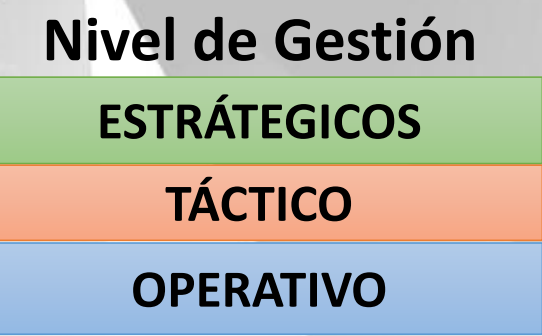 Nivel de Gestión
ESTRÁTEGICOS
TÁCTICO
OPERATIVO